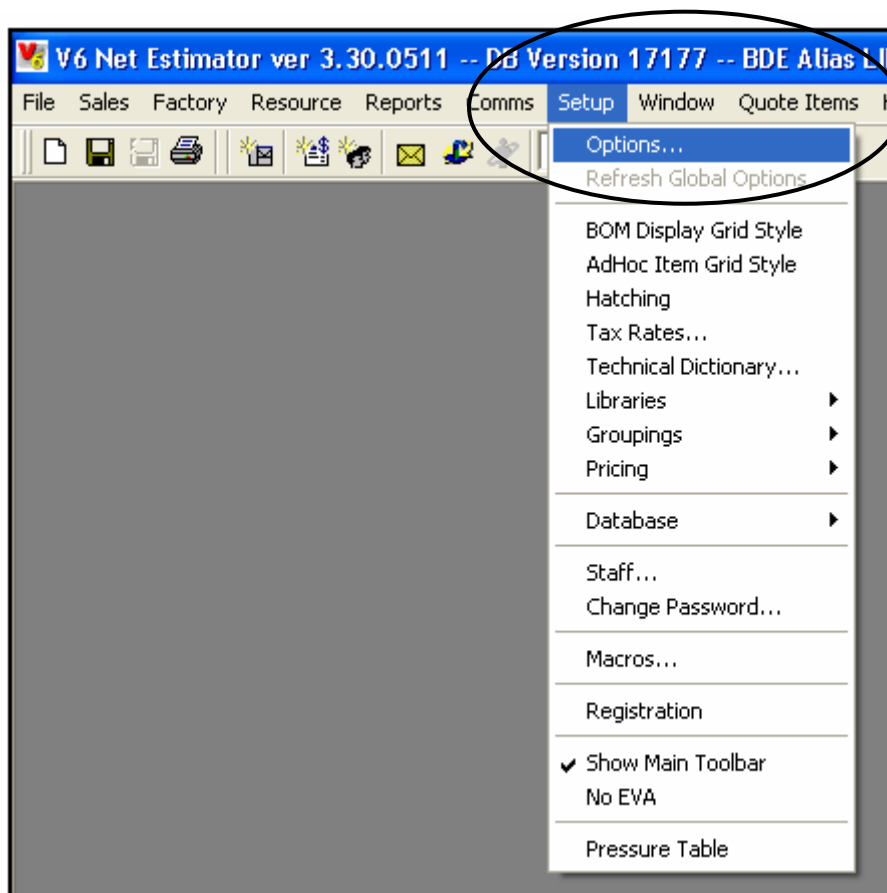 V6 Net Estimator ver 3.30.0511 -- DB Version 17177 -- BDE Alias
File Sales Factory Resource Reports Comms Setup Window Quote Items
Options...
Refresh Global Options
BOM Display Grid Style
AdHoc Item Grid Style
Hatching
Tax Rates...
Technical Dictionary...
Libraries
Groupings
Pricing
Database
Staff...
Change Password...
Macros...
Registration
Show Main Toolbar
No EVA
Pressure Table